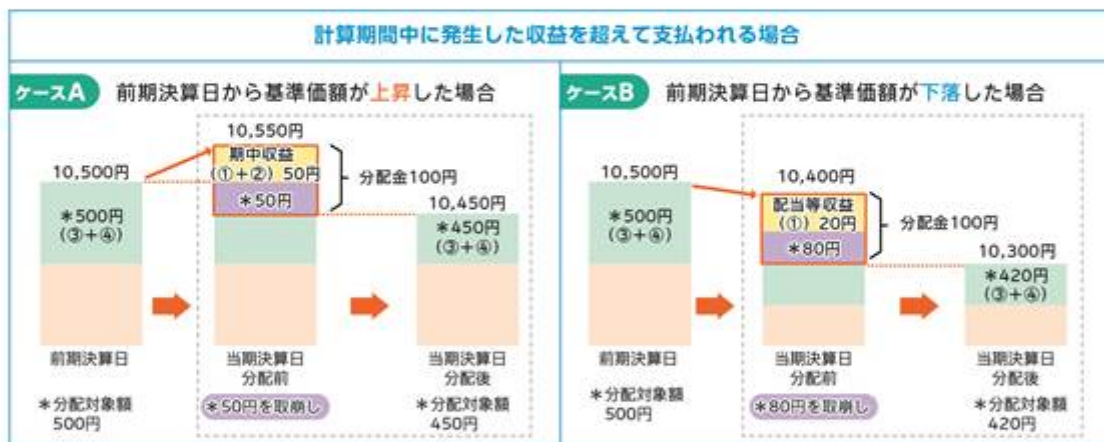 計算期間中に発生した収益を超えて支払われる場合
ケースA 前期決算日から基準価額が上昇した場合
10,550円
10,500円
期中収益
(①+②) 50円
分配金100円
*50円
*500円
(③+④)
10,450円
*450円
(③+④)
前期決算日
当期決算日
分配前
当期決算日
分配後
*分配対象額
500円
*50円を取崩し
*分配対象額
450円
ケースB 前期決算日から基準価額が下落した場合
10,500円
10,400円
*500円
(③+④)
配当等収益
(①) 20円
分配金100円
*80円
10,300円
*420円
(③+④)
前期決算日
当期決算日
分配前
当期決算日
分配後
*分配対象額
500円
*80円を取崩し
*分配対象額
420円